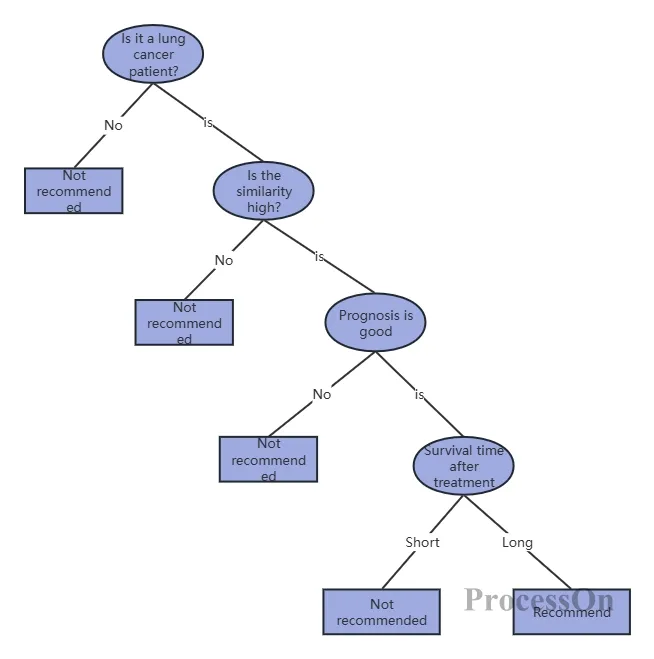 Is it a lung
cancer
patient?
No
is
Not
recommend
ed
Is the
similarity
high?
No
is
Not
recommend
ed
Prognosis is
good
No
is
Not
recommend
ed
Survival time
after
treatment
Short
Long
Not
recommended
ProcessOn
Recommend